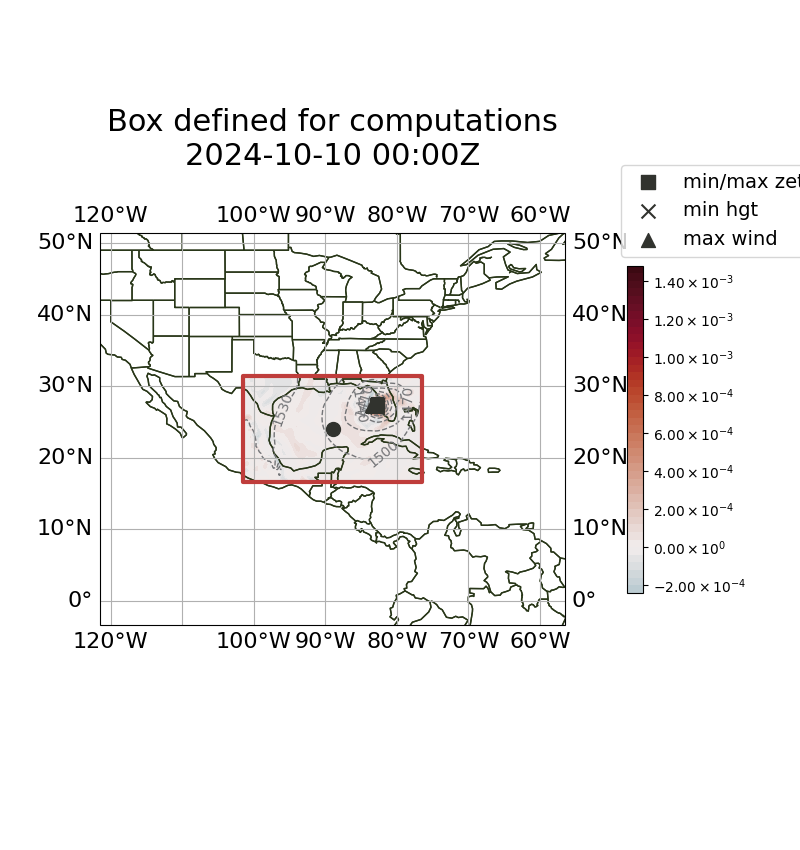 Box defined for computations
2024-10-10 00:00Z
min/max zet
min hgt
max wind
120°W 100°W 90°W 80°W 70°W 60°W
50°N 50°N
40°N 40°N
30°N 30°N
20°N 20°N
10°N 10°N
0° 0°
120°W 100°W 90°W 80°W 70°W 60°W
1530
1500
1.40 × 10⁻³
1.20 × 10⁻³
1.00 × 10⁻³
8.00 × 10⁻⁴
6.00 × 10⁻⁴
4.00 × 10⁻⁴
2.00 × 10⁻⁴
0.00 × 10⁰
−2.00 × 10⁻⁴